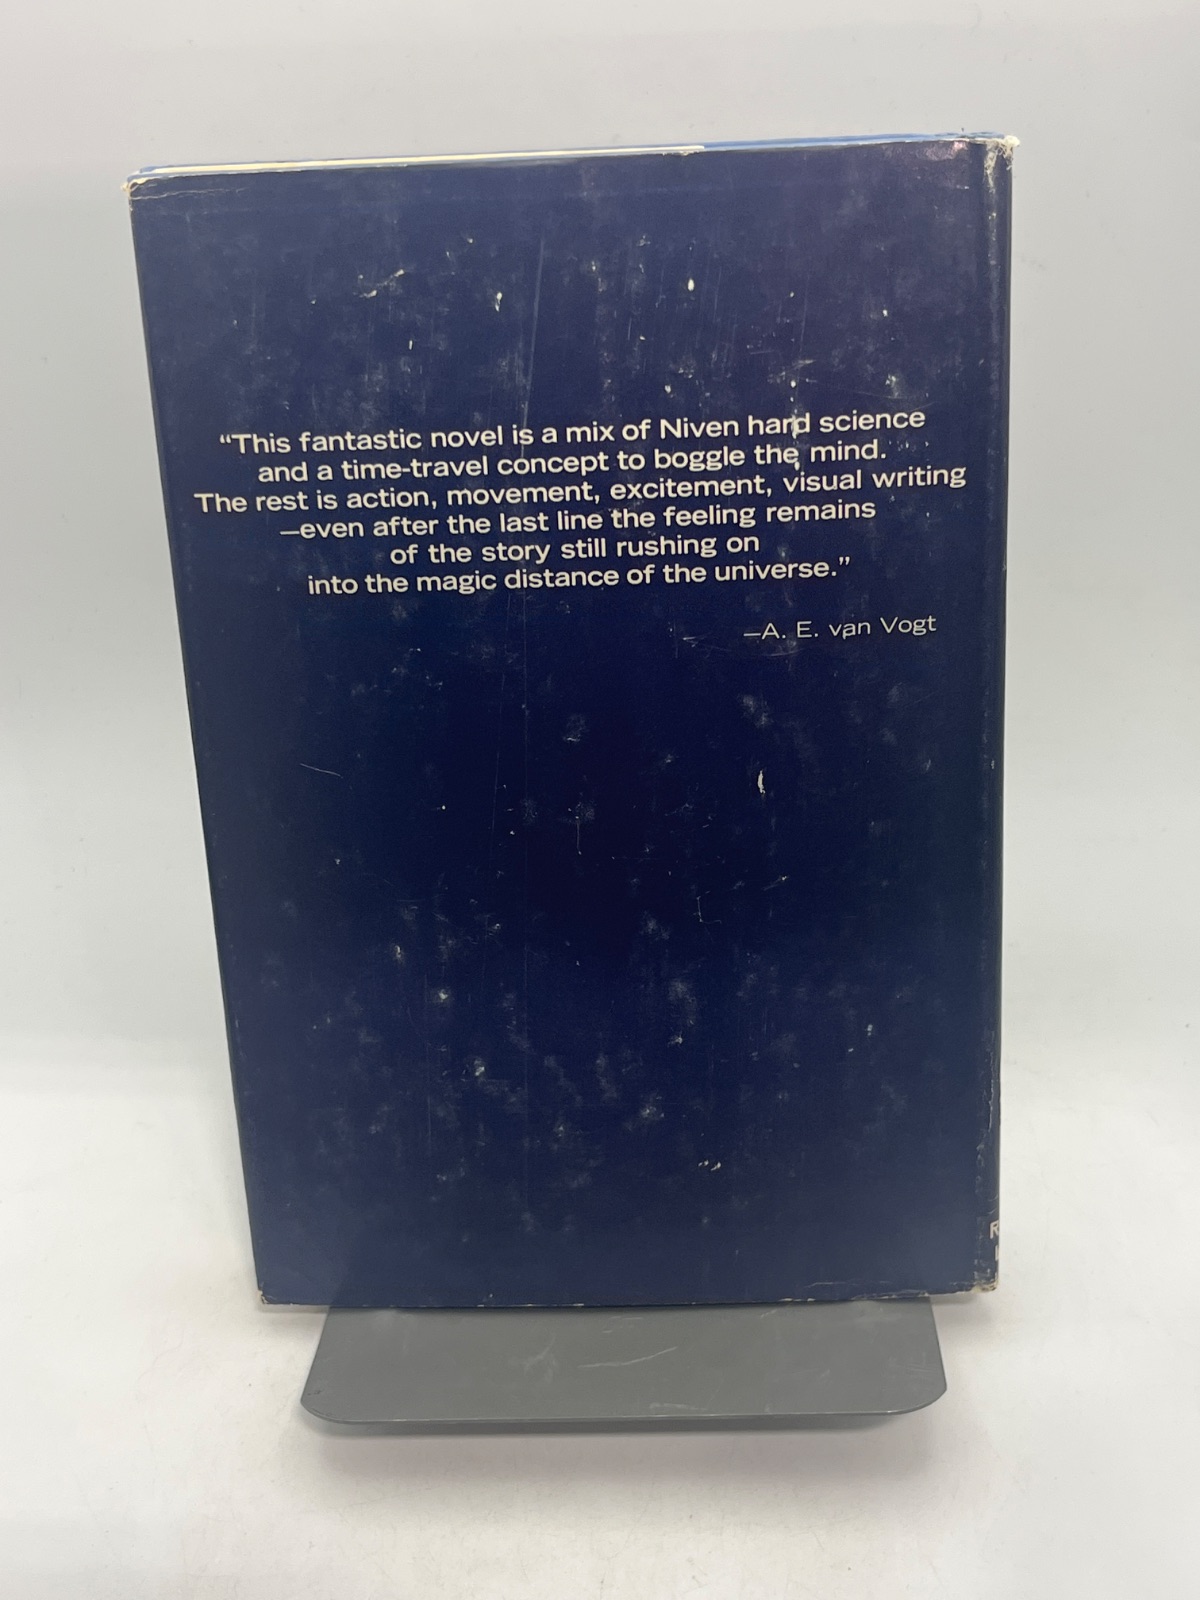 “This fantastic novel is a mix of Niven hard science
and a time-travel concept to boggle the mind.
The rest is action, movement, excitement, visual writing
—even after the last line the feeling remains
of the story still rushing on
into the magic distance of the universe.”
—A. E. van Vogt
R